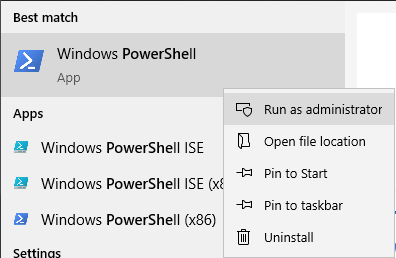 Best match
Windows PowerShell
App
Run as administrator
Apps
Open file location
Windows PowerShell ISE
Pin to Start
Windows PowerShell ISE (x8
Pin to taskbar
Windows PowerShell (x86)
Uninstall
Settings